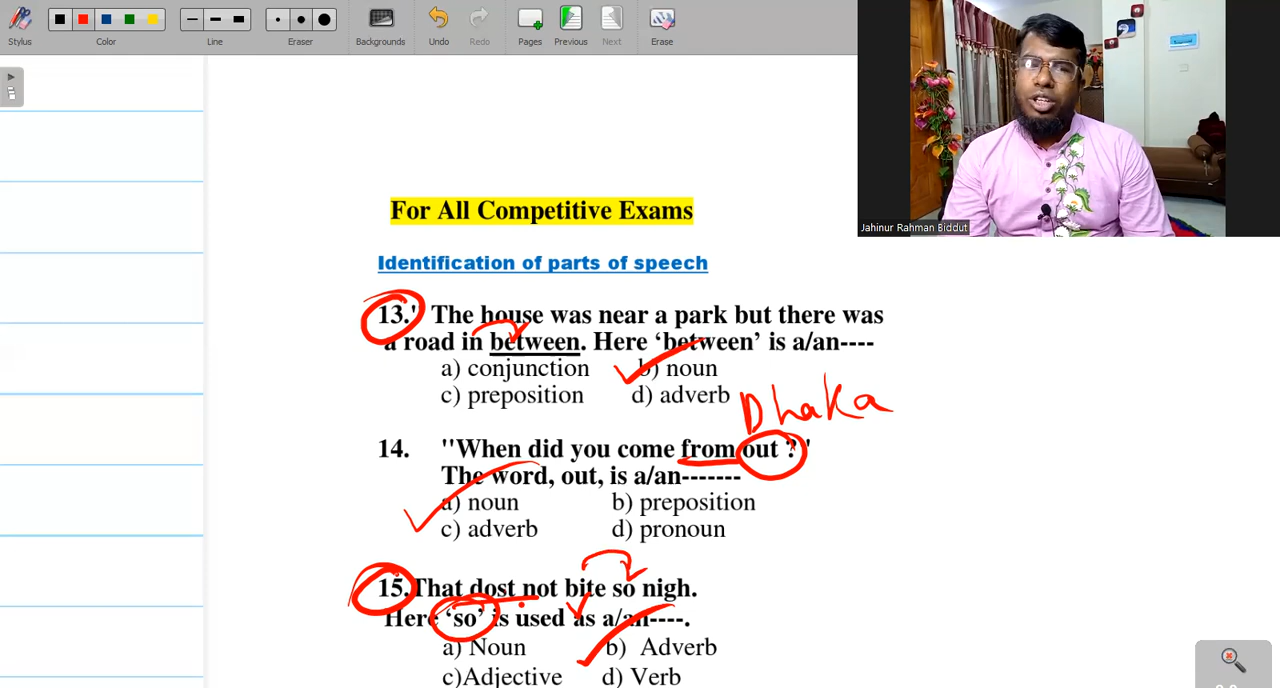 Stylus
Color
Line
Eraser
Backgrounds
Undo
Redo
Pages
Previous
Next
Erase
Jahinur Rahman Biddut
For All Competitive Exams
Identification of parts of speech
13.' The house was near a park but there was
a road in between. Here ‘between’ is a/an----
a) conjunction b) noun
c) preposition d) adverb
Dhaka
14. "When did you come from out ?"
The word, out, is a/an-------
a) noun b) preposition
c) adverb d) pronoun
15.That dost not bite so nigh.
Here ‘so’ is used as a/an----.
a) Noun b) Adverb
c)Adjective d) Verb